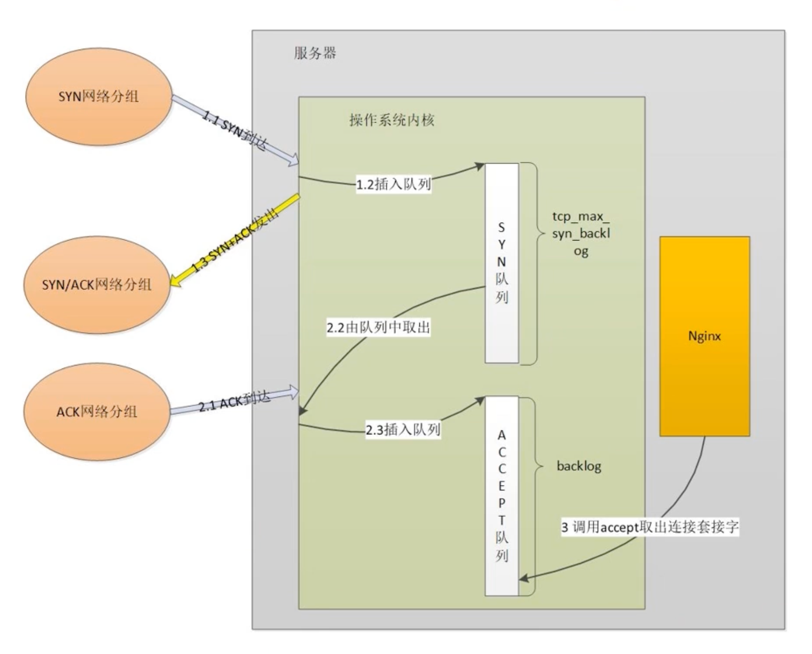 服务器
SYN网络分组
操作系统内核
1.1 SYN到达
1.2插入队列
SYN队列
tcp_max_
syn_backl
og
1.3 SYN+ACK发出
SYN/ACK网络分组
Nginx
2.2由队列中取出
ACK网络分组
2.1 ACK到达
2.3插入队列
ACCEPT队列
backlog
3 调用accept取出连接套接字